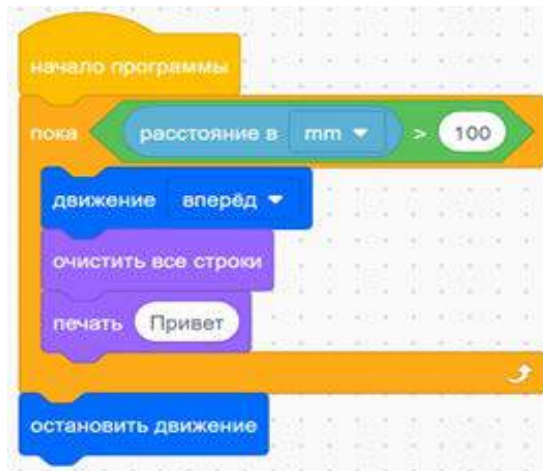 начало программы
пока расстояние в mm > 100
движение вперёд
очистить все строки
печать Привет
остановить движение